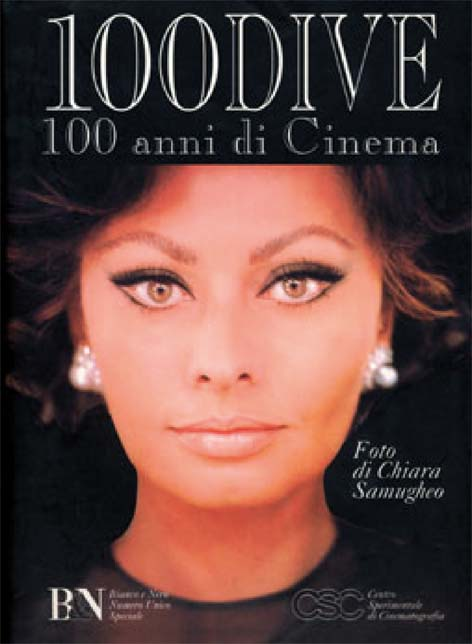 100DIVE
100 anni di Cinema
Foto
di Chiara
Samugheo
B&N
Bianco e Nero
Numero Unico
Speciale
CSC
Centro
Sperimentale
di Cinematografia